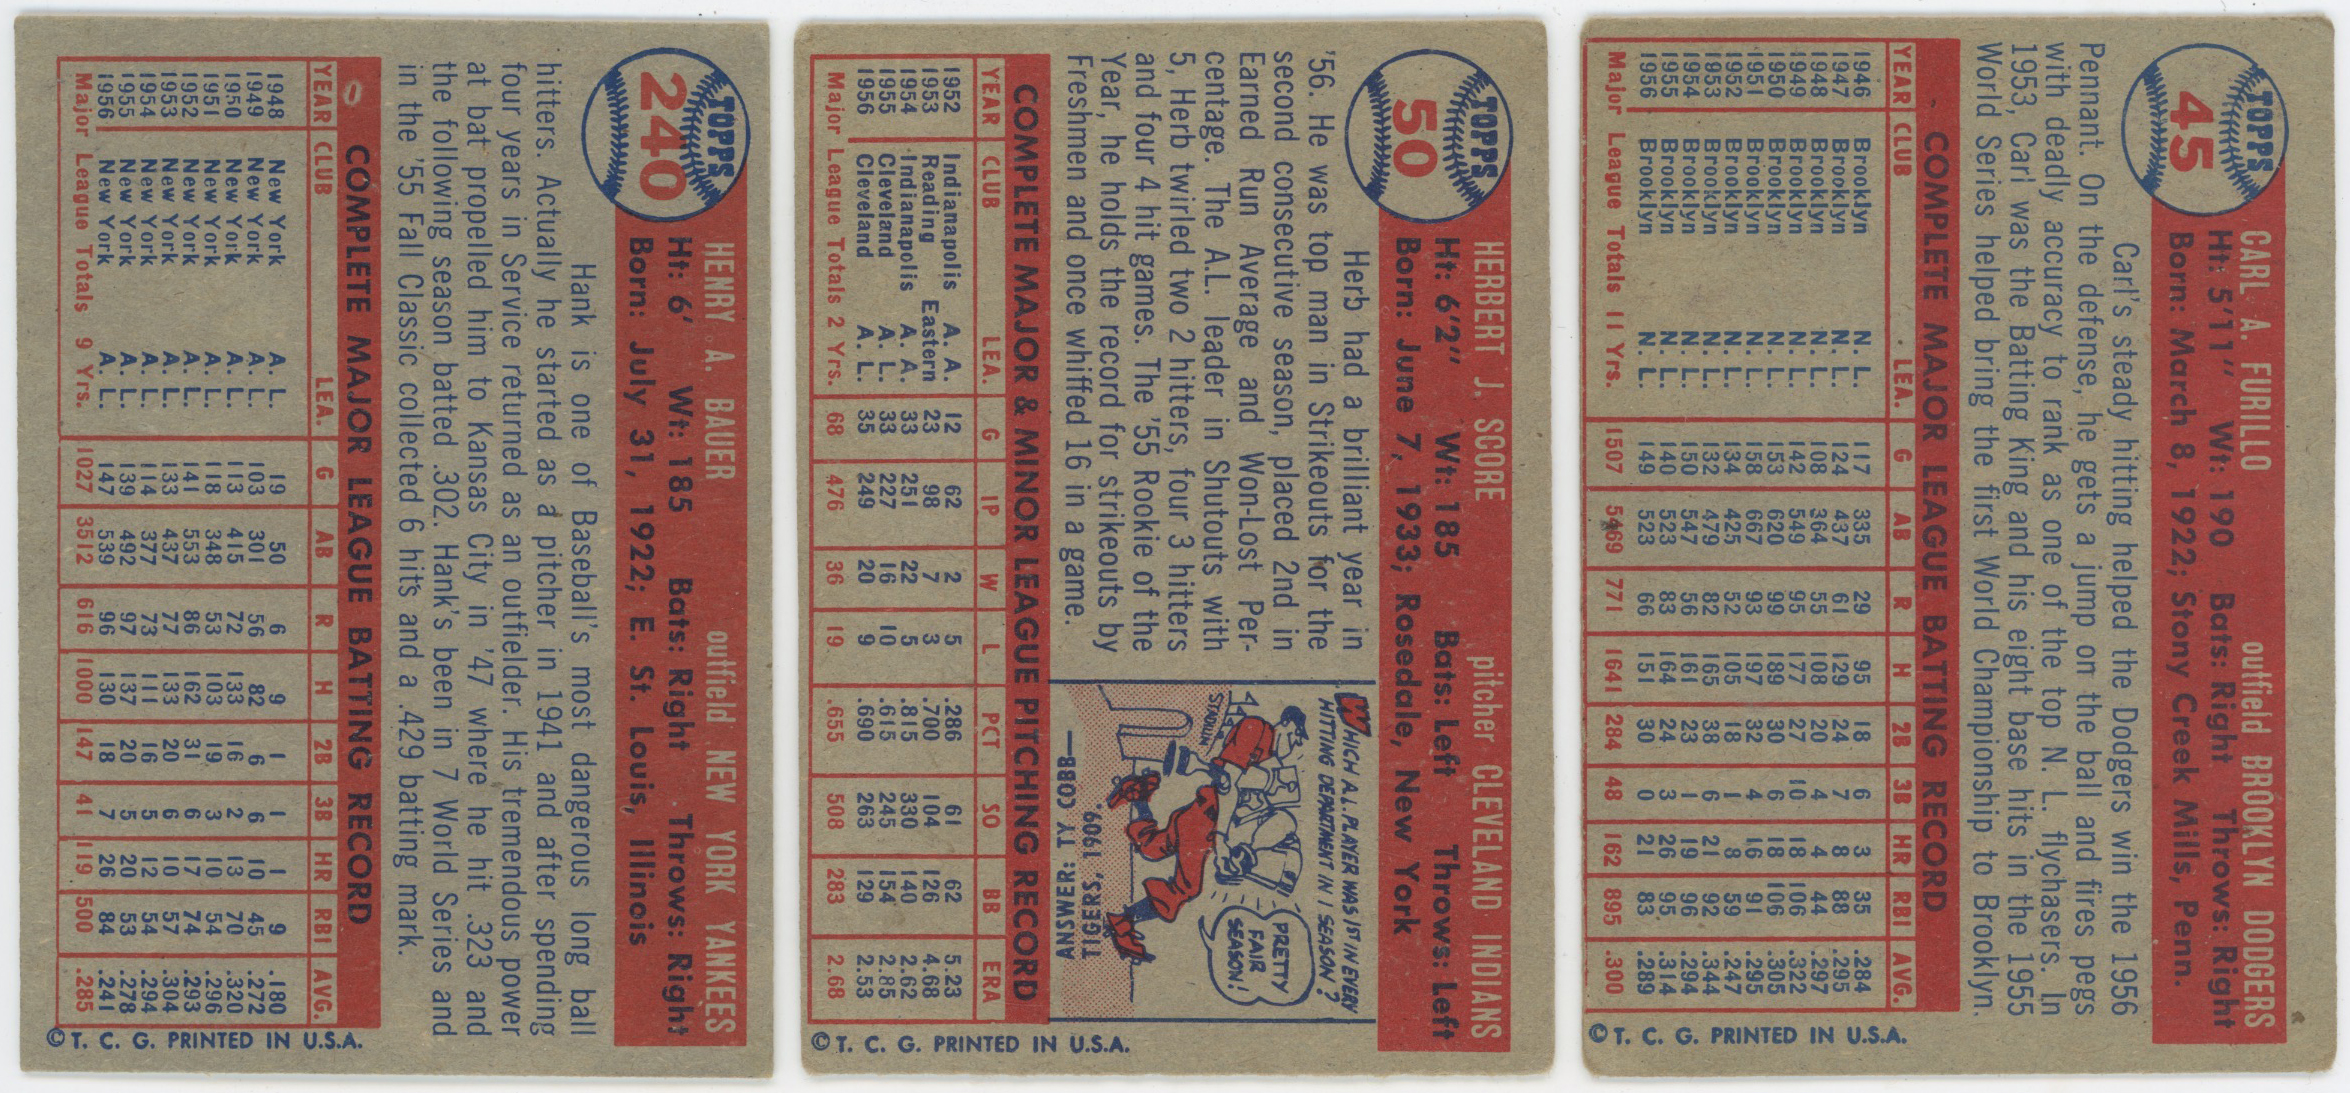 TOPPS
45
CARL A. FURILLO outfield BROOKLYN DODGERS
Ht: 5'11" Wt: 190 Bats: Right Throws: Right
Born: March 8, 1922; Stony Creek Mills, Penn.
Carl's steady hitting helped the Dodgers win the 1956
Pennant. On the defense, he gets a jump on the ball and fires pegs
with deadly accuracy to rank as one of the top N. L. flychasers. In
1953, Carl was the Batting King and his eight base hits in the 1955
World Series helped bring the first World Championship to Brooklyn.
COMPLETE MAJOR LEAGUE BATTING RECORD
YEAR CLUB LEA. G AB R H 2B 3B HR RBI AVG.
1946 Brooklyn N. L. 117 335 29 95 18 6 3 35 .284
1947 Brooklyn N. L. 124 437 61 129 24 7 8 88 .295
1948 Brooklyn N. L. 108 364 55 108 20 4 4 44 .297
1949 Brooklyn N. L. 142 549 95 177 27 10 18 106 .322
1950 Brooklyn N. L. 153 620 99 189 30 6 18 106 .305
1951 Brooklyn N. L. 158 667 93 197 32 4 16 91 .295
1952 Brooklyn N. L. 134 425 52 105 18 1 8 59 .247
1953 Brooklyn N. L. 132 479 82 165 38 6 21 92 .344
1954 Brooklyn N. L. 150 547 56 161 23 1 19 96 .294
1955 Brooklyn N. L. 140 523 83 164 24 3 26 95 .314
1956 Brooklyn N. L. 149 523 66 151 30 0 21 83 .289
Major League Totals 11 Yrs. 1507 5469 771 1641 284 48 162 895 .300
©T. C. G. PRINTED IN U.S.A.
TOPPS
50
HERBERT J. SCORE pitcher CLEVELAND INDIANS
Ht: 6'2" Wt: 185 Bats: Left Throws: Left
Born: June 7, 1933; Rosedale, New York
Herb had a brilliant year in
'56. He was top man in Strikeouts for the
second consecutive season, placed 2nd in
Earned Run Average and Won-Lost Per-
centage. The A.L. leader in Shutouts with
5, Herb twirled two 2 hitters, four 3 hitters
and four 4 hit games. The '55 Rookie of the
Year, he holds the record for strikeouts by
Freshmen and once whiffed 16 in a game.
WHICH A.L. PLAYER WAS 1ST IN EVERY
HITTING DEPARTMENT IN 1 SEASON?
PRETTY
FAIR
SEASON!
STADIUM
ANSWER: TY COBB—
TIGERS, 1909.
COMPLETE MAJOR & MINOR LEAGUE PITCHING RECORD
YEAR CLUB LEA. G IP W L PCT SO BB ERA
1952 Indianapolis A. A. 12 62 2 5 .286 61 62 5.23
1953 Reading Eastern 23 98 7 3 .700 104 126 4.68
1954 Indianapolis A. A. 33 251 22 5 .815 330 140 2.62
1955 Cleveland A. L. 33 227 16 10 .615 245 154 2.85
1956 Cleveland A. L. 35 249 20 9 .690 263 129 2.53
Major League Totals 2 Yrs. 68 476 36 19 .655 508 283 2.68
©T. C. G. PRINTED IN U.S.A.
TOPPS
240
HENRY A. BAUER outfield NEW YORK YANKEES
Ht: 6' Wt: 185 Bats: Right Throws: Right
Born: July 31, 1922; E. St. Louis, Illinois
Hank is one of Baseball's most dangerous long ball
hitters. Actually he started as a pitcher in 1941 and after spending
four years in Service returned as an outfielder. His tremendous power
at bat propelled him to Kansas City in '47 where he hit .323 and
the following season batted .302. Hank's been in 7 World Series and
in the '55 Fall Classic collected 6 hits and a .429 batting mark.
COMPLETE MAJOR LEAGUE BATTING RECORD
YEAR CLUB LEA. G AB R H 2B 3B HR RBI AVG.
1948 New York A. L. 19 50 6 9 1 1 1 9 .180
1949 New York A. L. 103 301 56 82 6 6 10 45 .272
1950 New York A. L. 113 415 72 133 16 2 13 70 .320
1951 New York A. L. 118 348 53 103 19 3 10 54 .296
1952 New York A. L. 141 553 86 162 31 6 17 74 .293
1953 New York A. L. 133 437 77 133 20 6 10 57 .304
1954 New York A. L. 114 377 73 111 16 5 12 54 .294
1955 New York A. L. 139 492 97 137 20 5 20 53 .278
1956 New York A. L. 147 539 96 130 18 7 26 84 .241
Major League Totals 9 Yrs. 1027 3512 616 1000 147 41 119 500 .285
©T. C. G. PRINTED IN U.S.A.